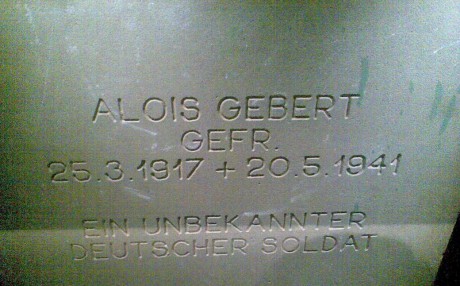 ALOIS GEBERT
GEFR.
25.3.1917 + 20.5.1941
EIN UNBEKANNTER
DEUTSCHER SOLDAT